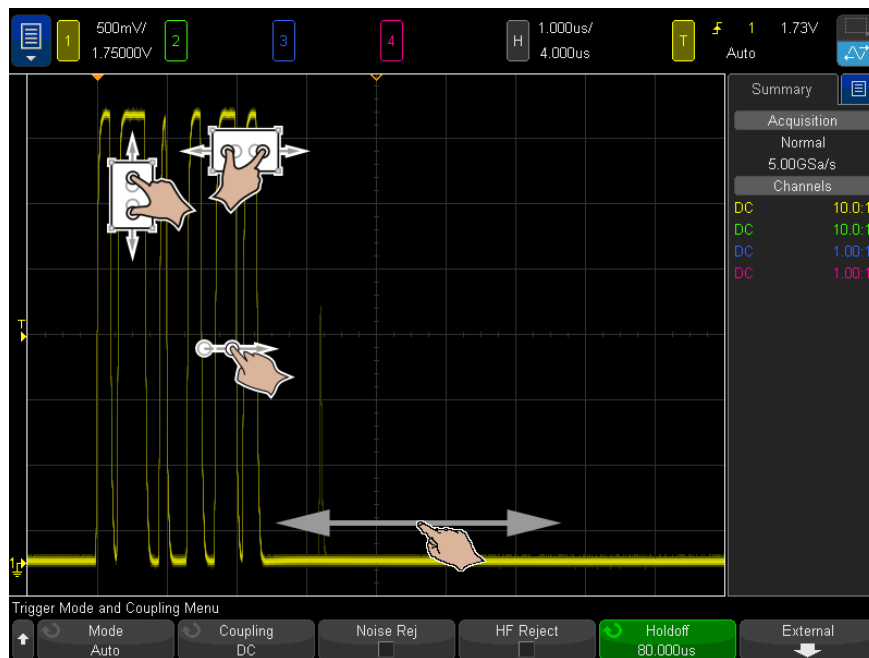 1 500mV/ 1.75000V 2 3 4 H 1.000us/ 4.000us T 1 1.73V Auto
Summary
Acquisition
Normal
5.00GSa/s
Channels
DC 10.0:1
DC 10.0:1
DC 1.00:1
DC 1.00:1
T
1
Trigger Mode and Coupling Menu
Mode Auto
Coupling DC
Noise Rej
HF Reject
Holdoff 80.000us
External